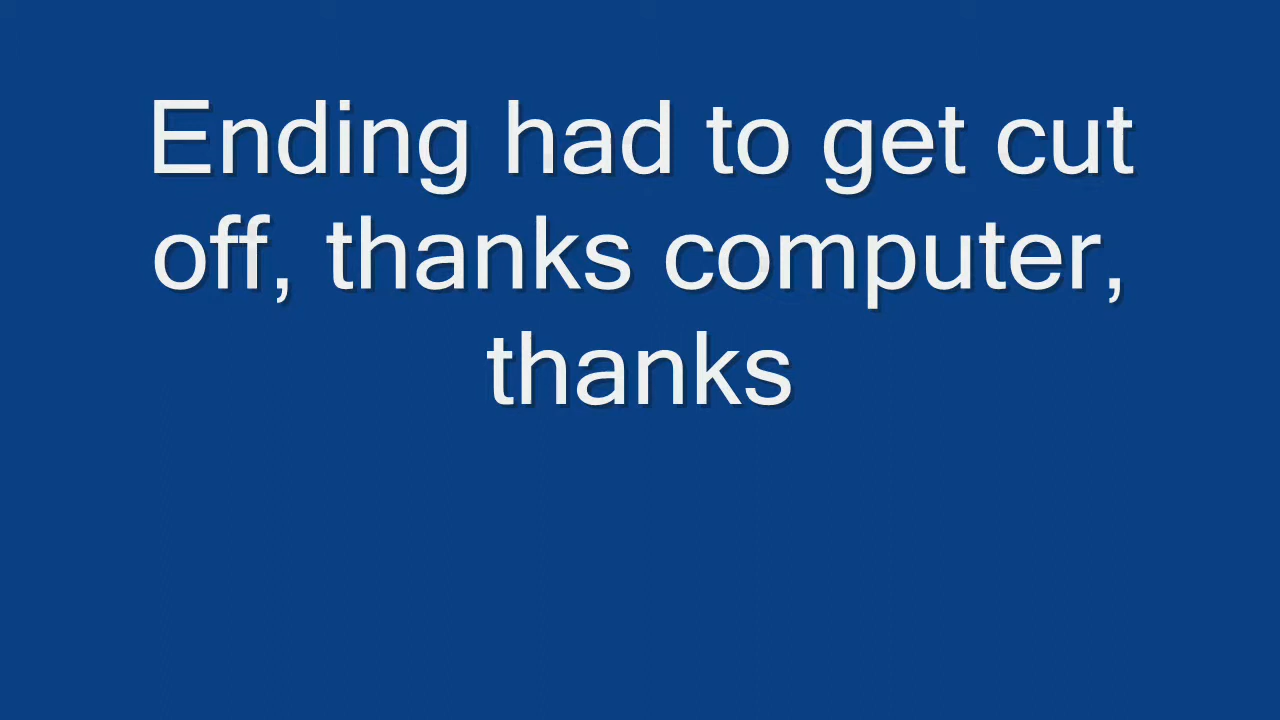 Ending had to get cut
off, thanks computer,
thanks